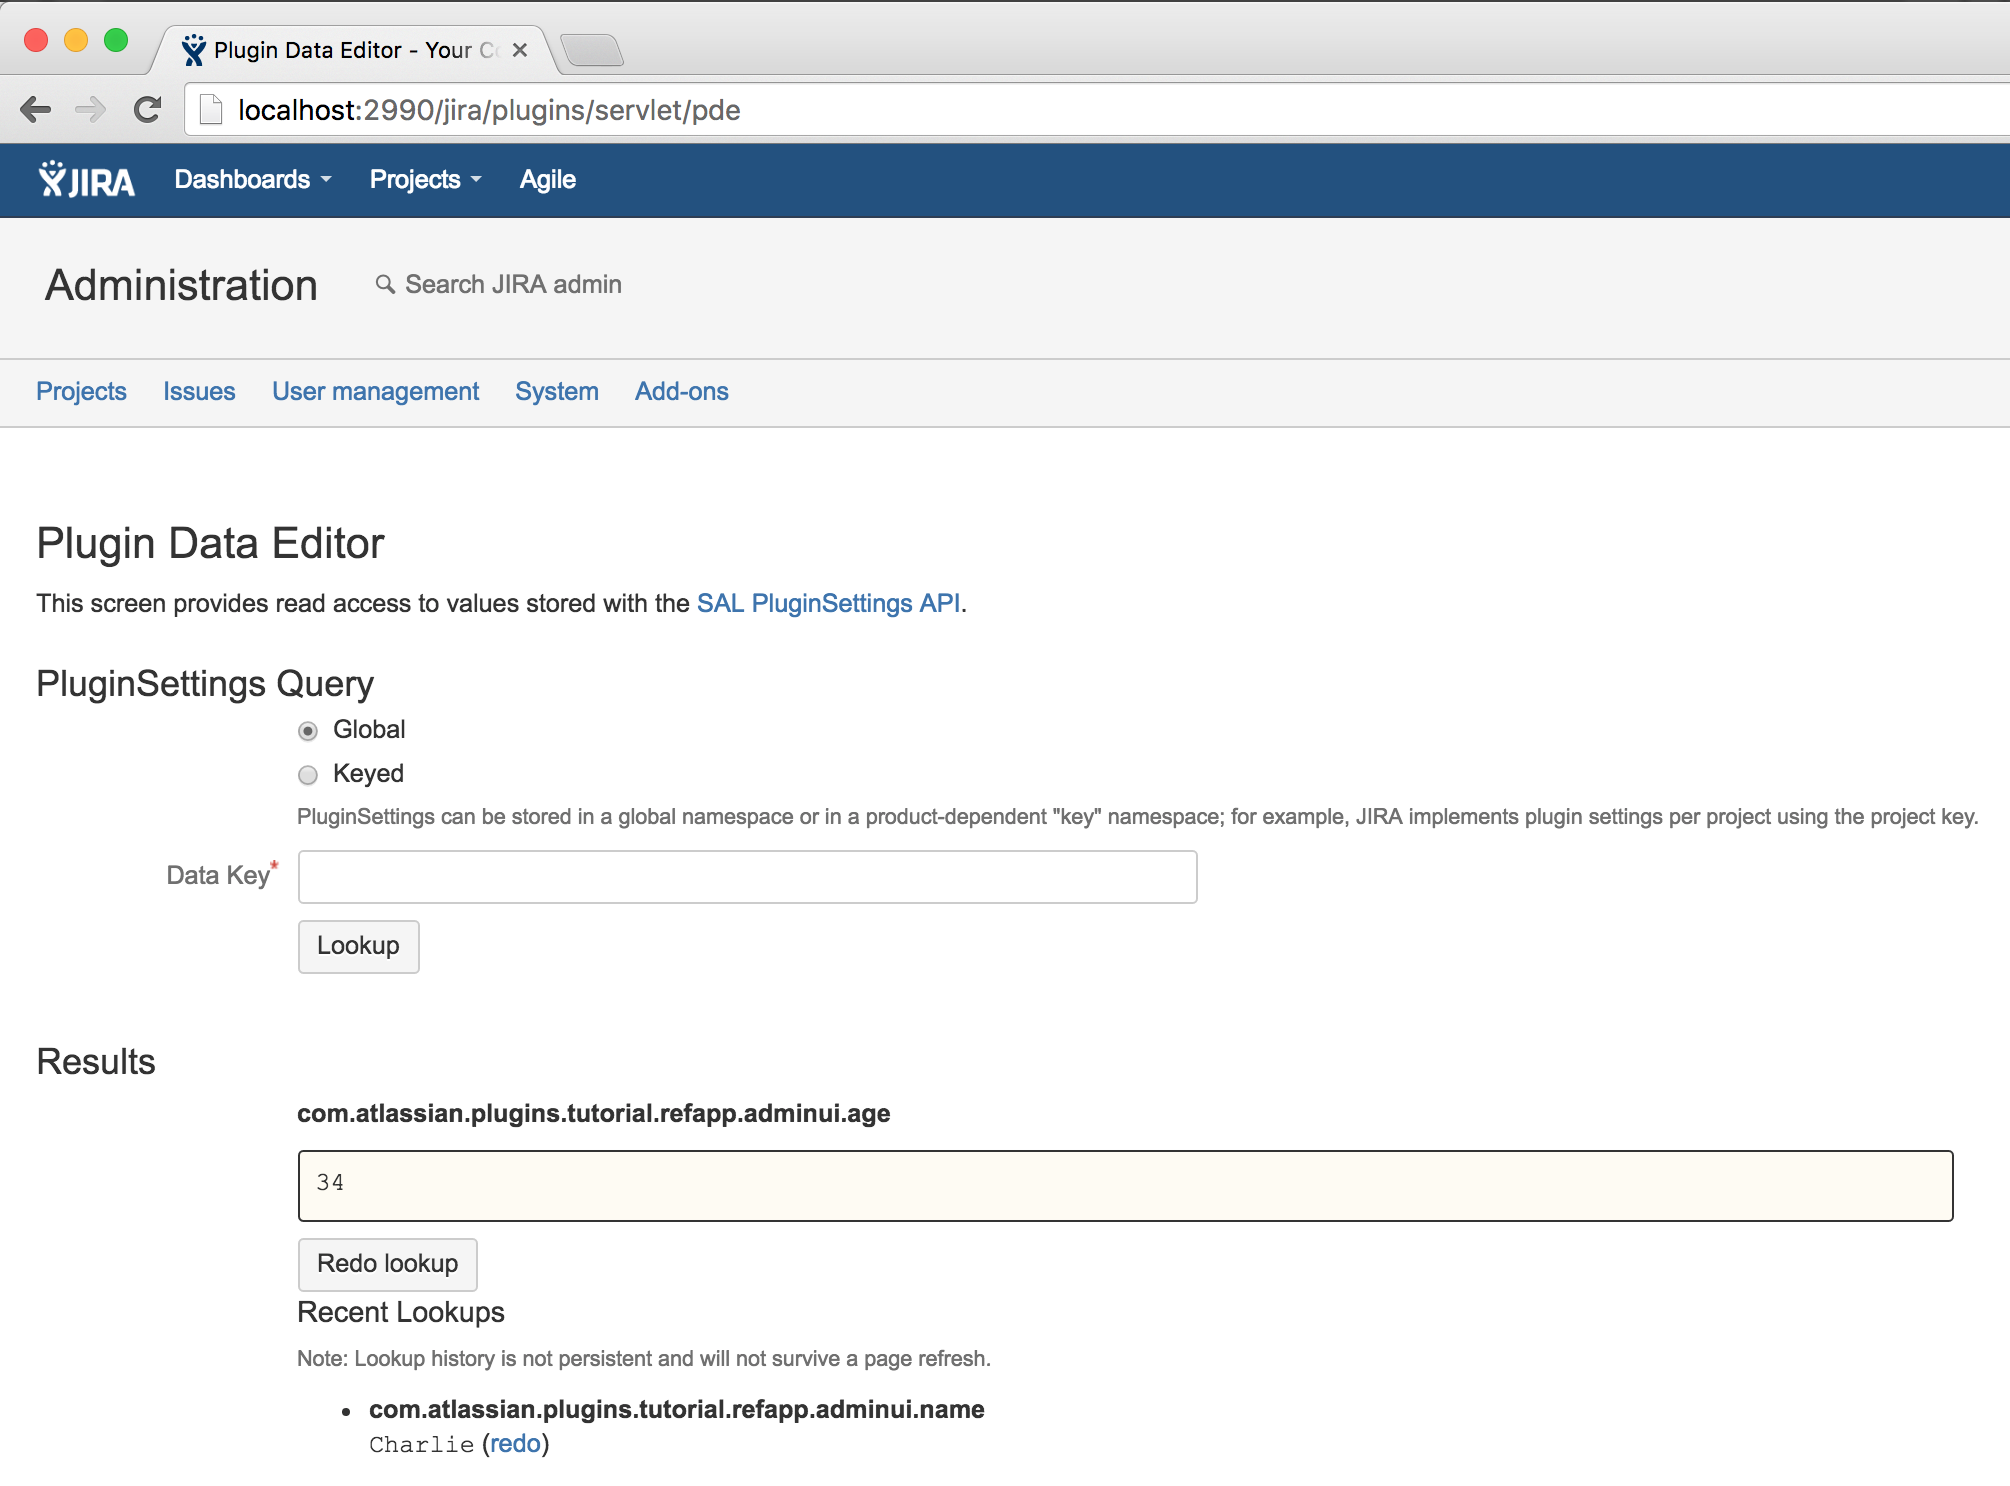 Plugin Data Editor - Your Co
localhost:2990/jira/plugins/servlet/pde
JIRA Dashboards Projects Agile
Administration Search JIRA admin
Projects Issues User management System Add-ons
Plugin Data Editor
This screen provides read access to values stored with the SAL PluginSettings API.
PluginSettings Query
Global
Keyed
PluginSettings can be stored in a global namespace or in a product-dependent "key" namespace; for example, JIRA implements plugin settings per project using the project key.
Data Key*
Lookup
Results
com.atlassian.plugins.tutorial.refapp.adminui.age
34
Redo lookup
Recent Lookups
Note: Lookup history is not persistent and will not survive a page refresh.
• com.atlassian.plugins.tutorial.refapp.adminui.name
Charlie (redo)